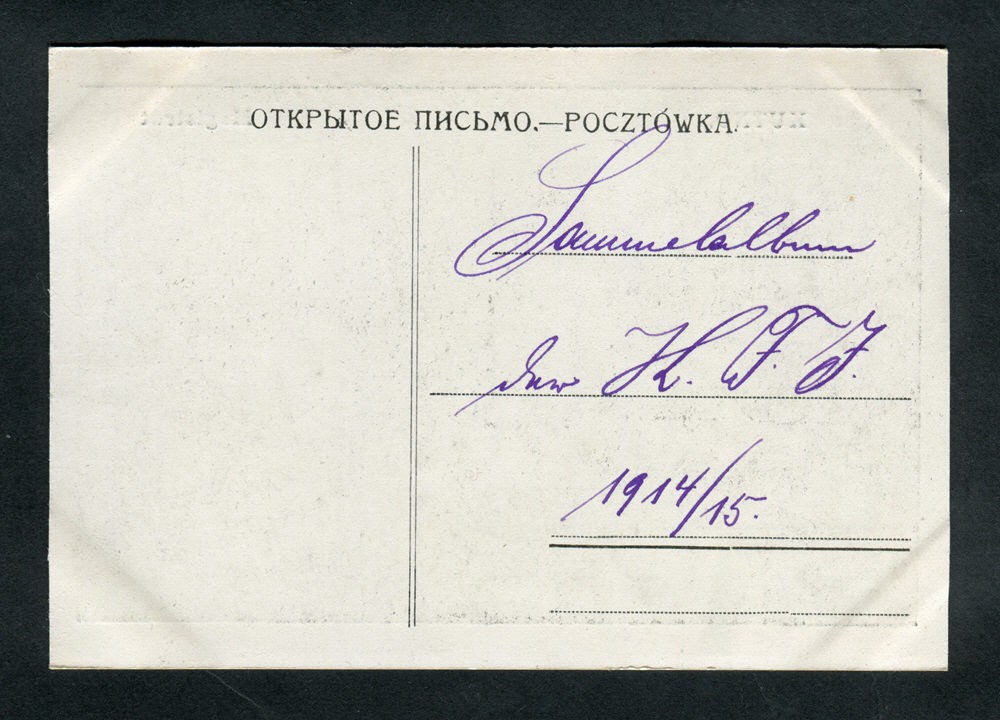 ОТКРЫТОЕ ПИСЬМО.—POCZTÓWKA.
Sammelalbum
der K. F. J.
1914/15.